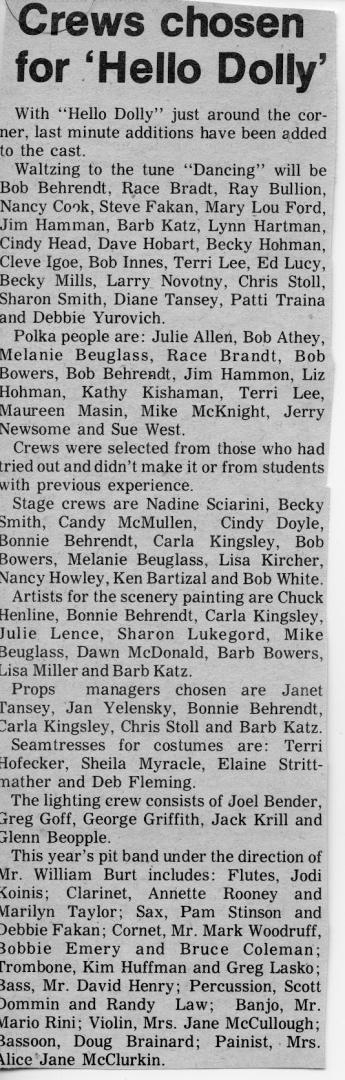 Crews chosen
for 'Hello Dolly'
With "Hello Dolly" just around the cor-
ner, last minute additions have been added
to the cast.
Waltzing to the tune "Dancing" will be
Bob Behrendt, Race Bradt, Ray Bullion,
Nancy Cook, Steve Fakan, Mary Lou Ford,
Jim Hamman, Barb Katz, Lynn Hartman,
Cindy Head, Dave Hobart, Becky Hohman,
Cleve Igoe, Bob Innes, Terri Lee, Ed Lucy,
Becky Mills, Larry Novotny, Chris Stoll,
Sharon Smith, Diane Tansey, Patti Traina
and Debbie Yurovich.
Polka people are: Julie Allen, Bob Athey,
Melanie Beuglass, Race Brandt, Bob
Bowers, Bob Behrendt, Jim Hammon, Liz
Hohman, Kathy Kishaman, Terri Lee,
Maureen Masin, Mike McKnight, Jerry
Newsome and Sue West.
Crews were selected from those who had
tried out and didn't make it or from students
with previous experience.
Stage crews are Nadine Sciarini, Becky
Smith, Candy McMullen, Cindy Doyle,
Bonnie Behrendt, Carla Kingsley, Bob
Bowers, Melanie Beuglass, Lisa Kircher,
Nancy Howley, Ken Bartizal and Bob White.
Artists for the scenery painting are Chuck
Henline, Bonnie Behrendt, Carla Kingsley,
Julie Lence, Sharon Lukegord, Mike
Beuglass, Dawn McDonald, Barb Bowers,
Lisa Miller and Barb Katz.
Props managers chosen are Janet
Tansey, Jan Yelensky, Bonnie Behrendt,
Carla Kingsley, Chris Stoll and Barb Katz.
Seamtresses for costumes are: Terri
Hofecker, Sheila Myracle, Elaine Stritt-
mather and Deb Fleming.
The lighting crew consists of Joel Bender,
Greg Goff, George Griffith, Jack Krill and
Glenn Beopple.
This year's pit band under the direction of
Mr. William Burt includes: Flutes, Jodi
Koinis; Clarinet, Annette Rooney and
Marilyn Taylor; Sax, Pam Stinson and
Debbie Fakan; Cornet, Mr. Mark Woodruff,
Bobbie Emery and Bruce Coleman;
Trombone, Kim Huffman and Greg Lasko;
Bass, Mr. David Henry; Percussion, Scott
Dommin and Randy Law; Banjo, Mr.
Mario Rini; Violin, Mrs. Jane McCullough;
Bassoon, Doug Brainard; Painist, Mrs.
Alice Jane McClurkin.